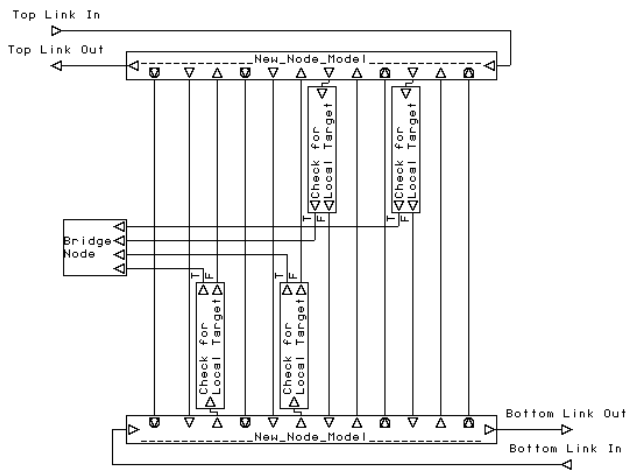 Top Link In
Top Link Out
New_Node_Model
Check for
Local Target
Check for
Local Target
T
F
T
F
Bridge
Node
T
F
T
F
Check for
Local Target
Check for
Local Target
Bottom Link Out
New_Node_Model
Bottom Link In